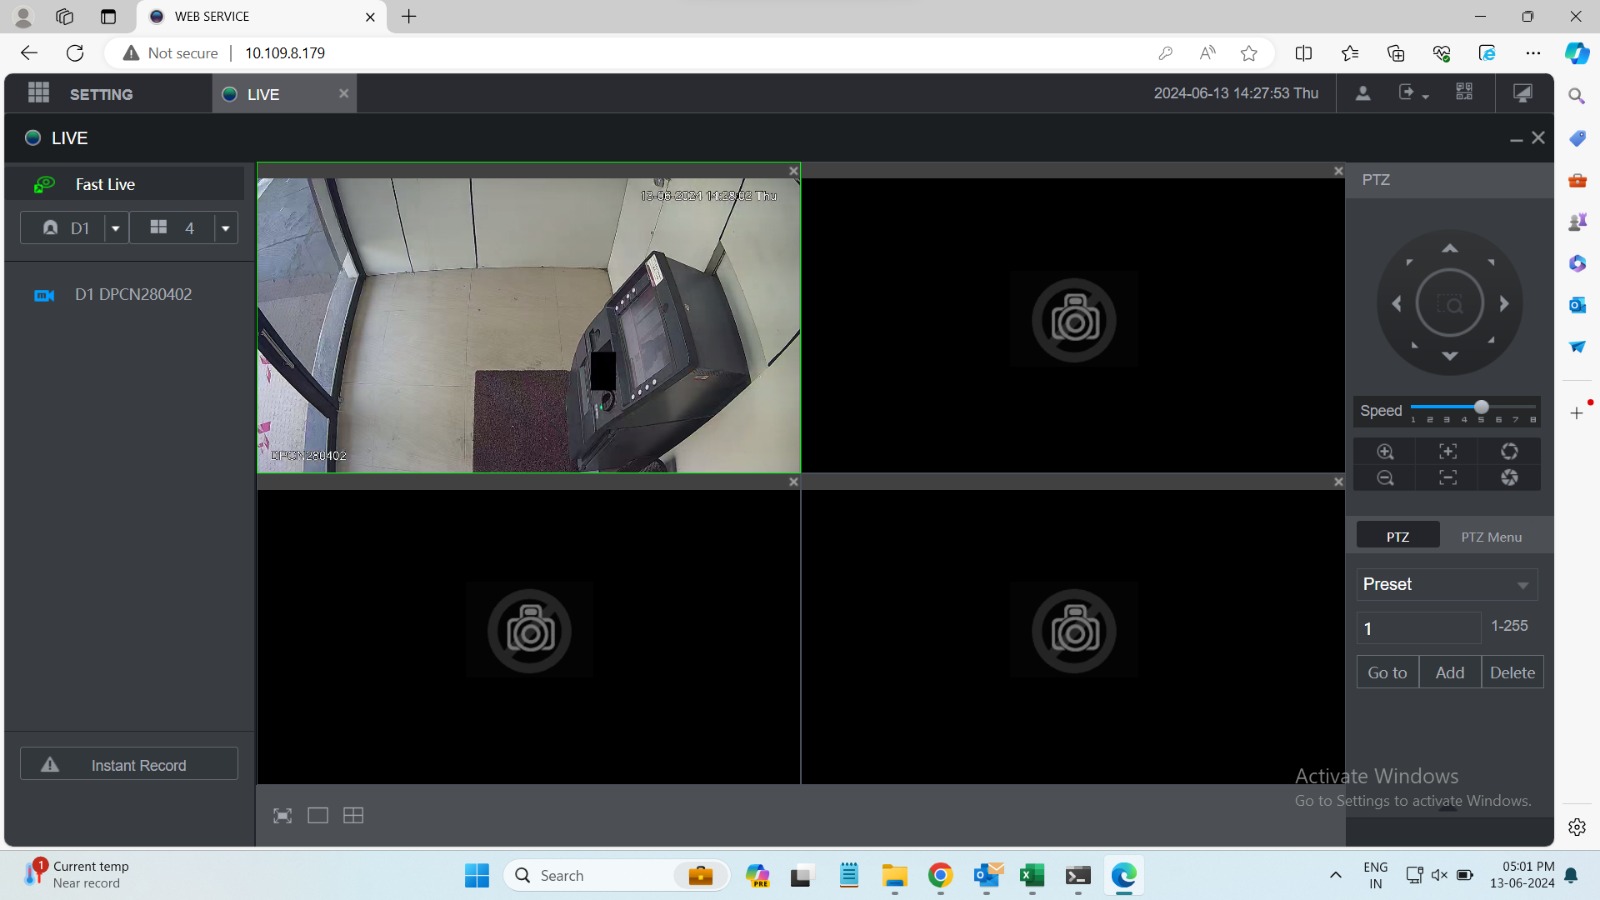 WEB SERVICE
Not secure
10.109.8.179
SETTING
LIVE
2024-06-13 14:27:53 Thu
LIVE
Fast Live
D1
4
D1 DPCN280402
13-06-2024 14:28:02 Thu
DPCN280402
PTZ
Speed
1 2 3 4 5 6 7 8
PTZ
PTZ Menu
Preset
1
1-255
Go to
Add
Delete
Instant Record
Activate Windows
Go to Settings to activate Windows.
1
Current temp
Near record
Search
PRE
ENG
IN
05:01 PM
13-06-2024